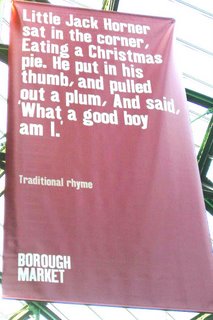 Little Jack Horner
sat in the corner,
Eating a Christmas
pie. He put in his
thumb, and pulled
out a plum, And said,
'What a good boy
am I.'
Traditional rhyme
BOROUGH
MARKET